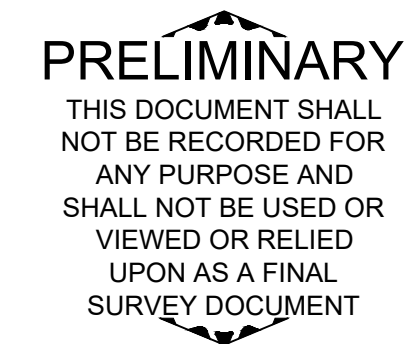 PRELIMINARY
THIS DOCUMENT SHALL
NOT BE RECORDED FOR
ANY PURPOSE AND
SHALL NOT BE USED OR
VIEWED OR RELIED
UPON AS A FINAL
SURVEY DOCUMENT